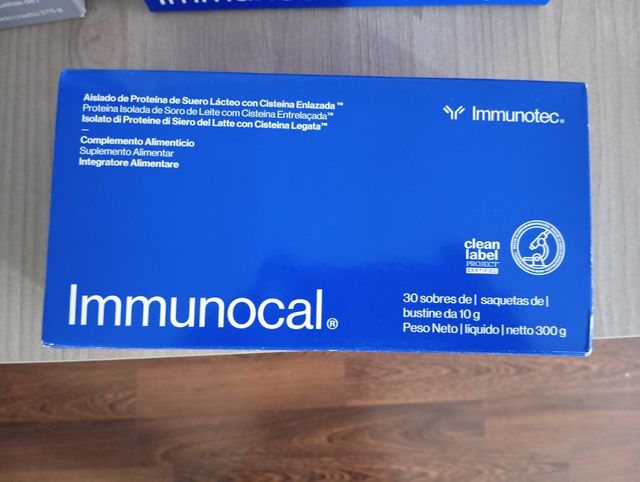 netto 375 g
Aislado de Proteína de Suero Lácteo con Cisteína Enlazada™
Proteína Isolada de Soro de Leite com Cisteína Entrelaçada™
Isolato di Proteine di Siero del Latte con Cisteina Legata™
Complemento Alimenticio
Suplemento Alimentar
Integratore Alimentare
Immunotec®
clean
label
PROJECT
CERTIFIED
Immunocal®
30 sobres de | saquetas de |
bustine da 10 g
Peso Neto | líquido | netto 300 g